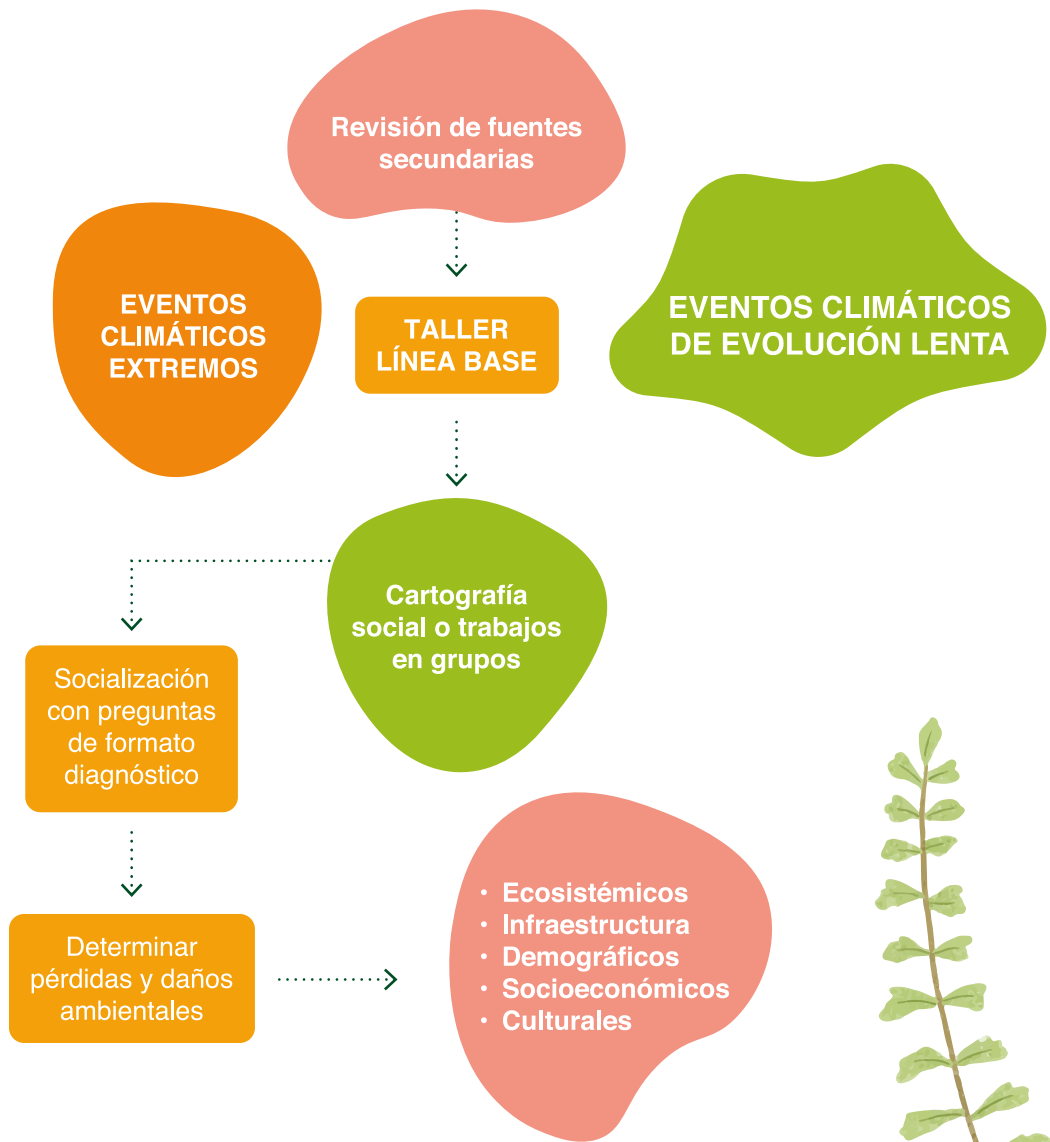 Revisión de fuentes
secundarias
EVENTOS
CLIMÁTICOS
EXTREMOS
TALLER
LÍNEA BASE
EVENTOS CLIMÁTICOS
DE EVOLUCIÓN LENTA
Cartografía
social o trabajos
en grupos
Socialización
con preguntas
de formato
diagnóstico
Determinar
pérdidas y daños
ambientales
• Ecosistémicos
• Infraestructura
• Demográficos
• Socioeconómicos
• Culturales